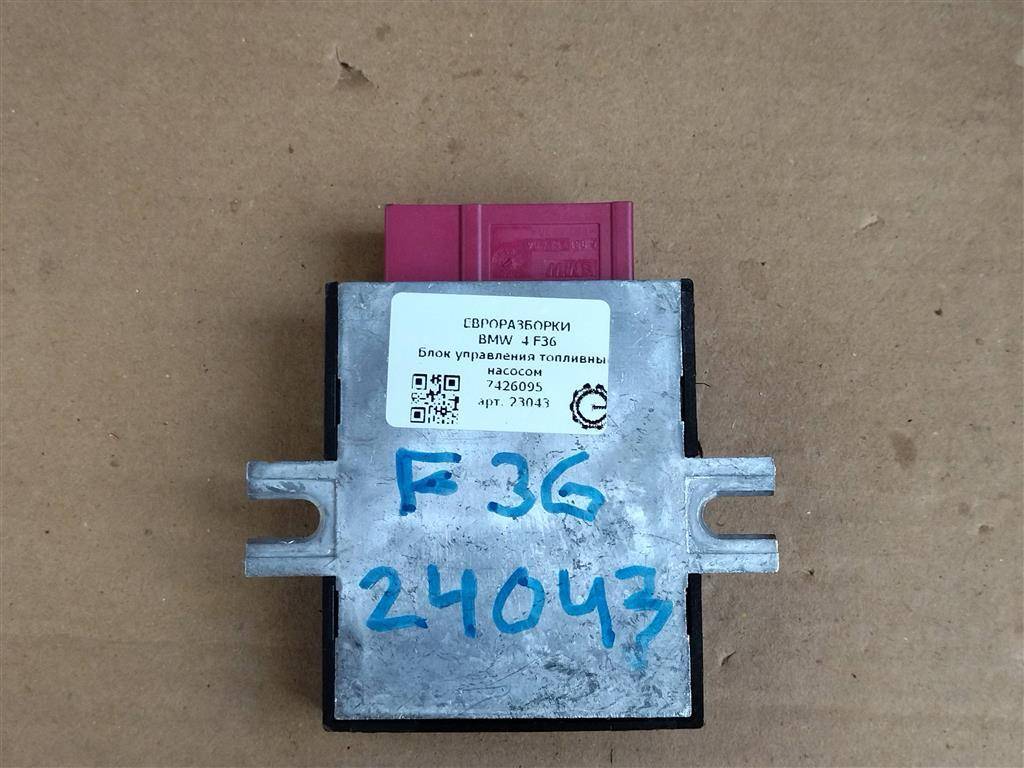 ЕВРОРАЗБОРКИ
BMW 4 F36
Блок управления топливны
насосом
7426095
арт. 23043
F36
24043